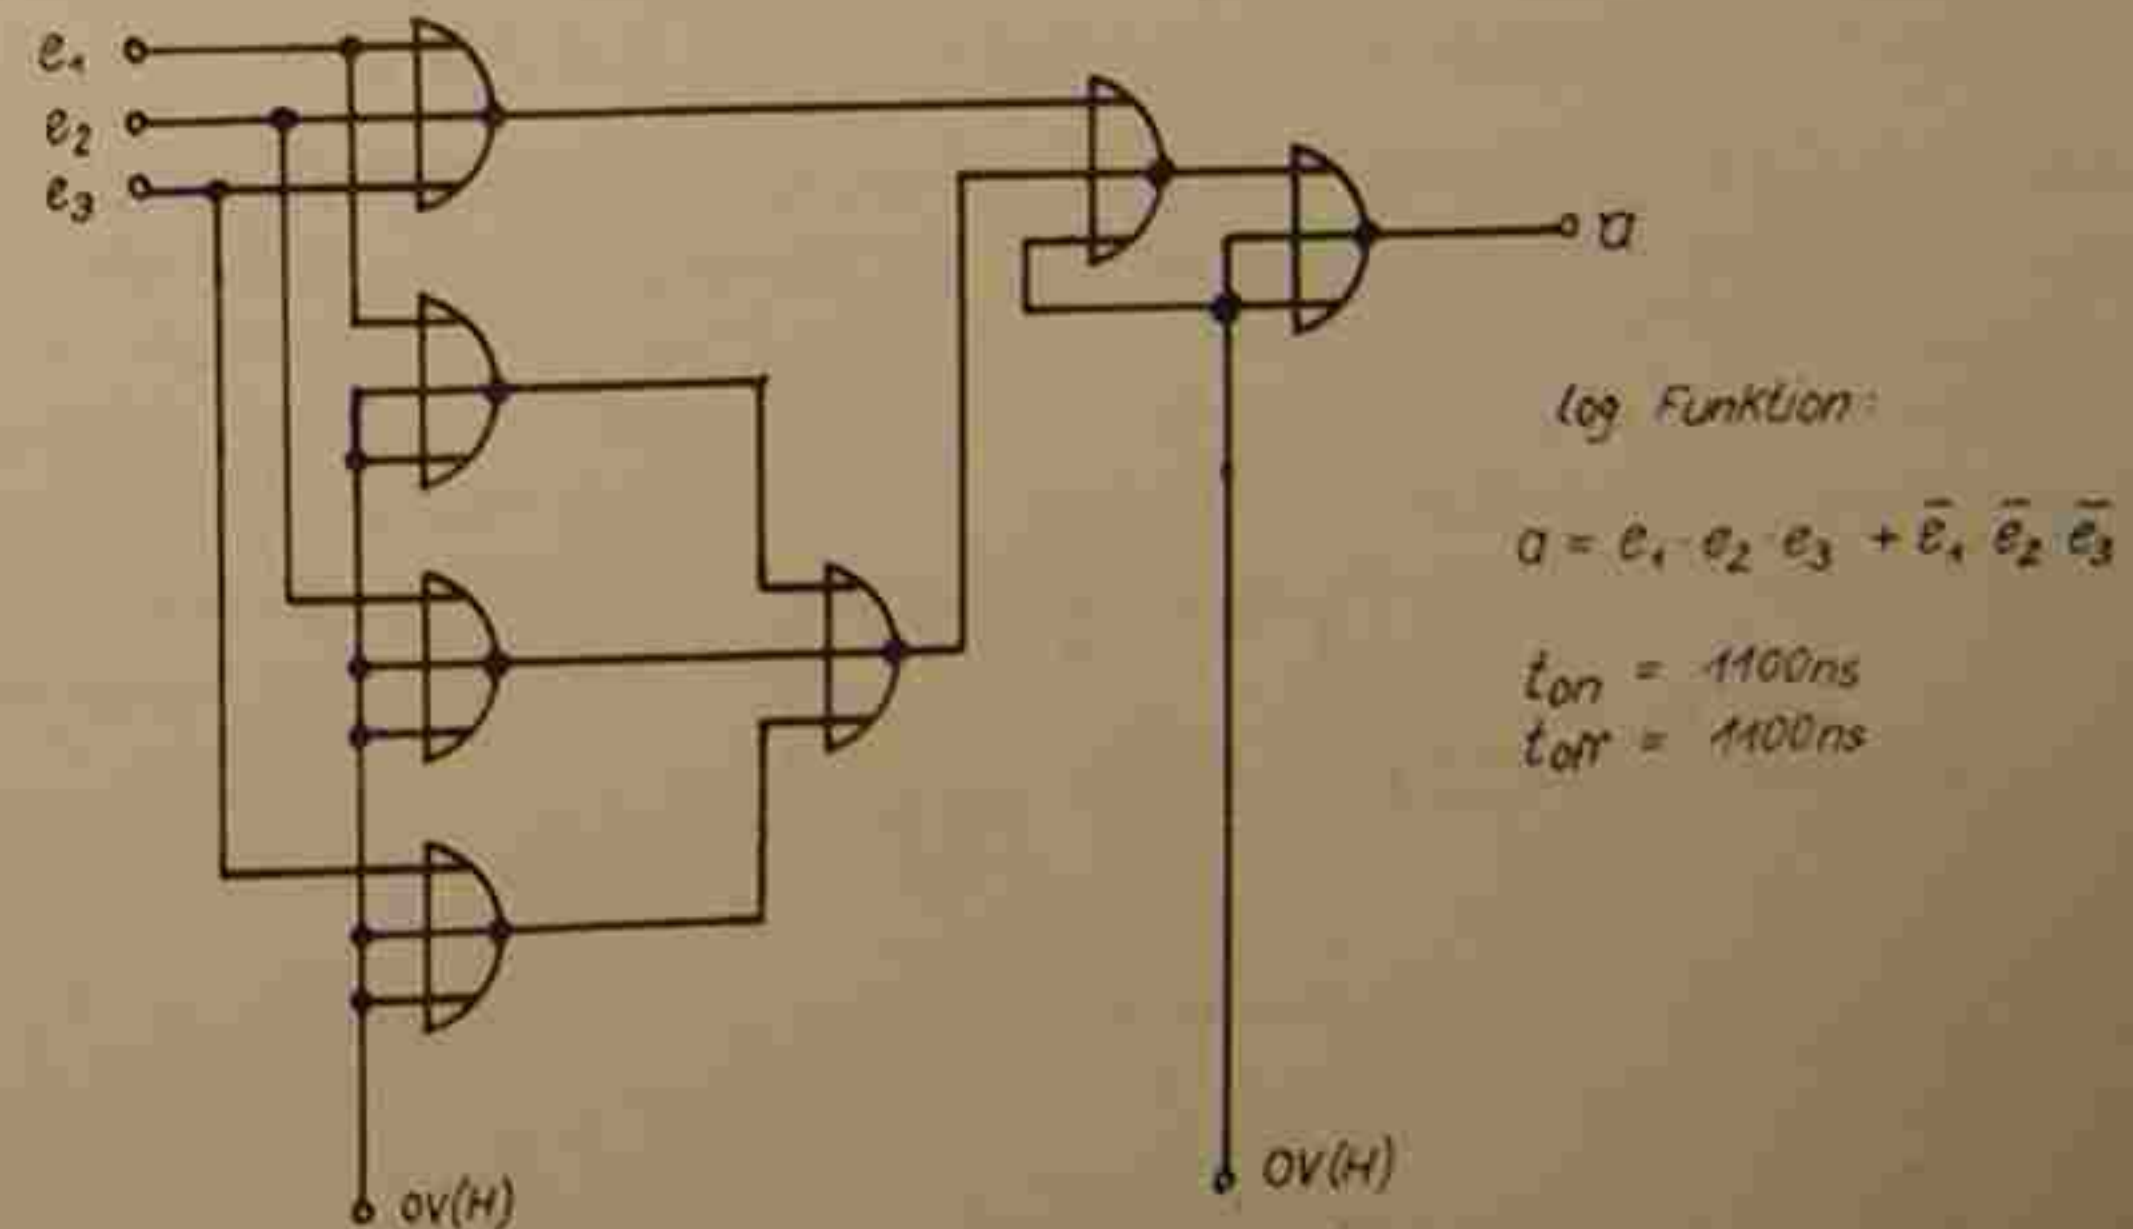 e₁
e₂
e₃
a
log Funktion:
a = e₁ · e₂ · e₃ + ē₁ ē₂ ē₃
ton = 1100ns
toff = 1100ns
0V(H)
0V(H)